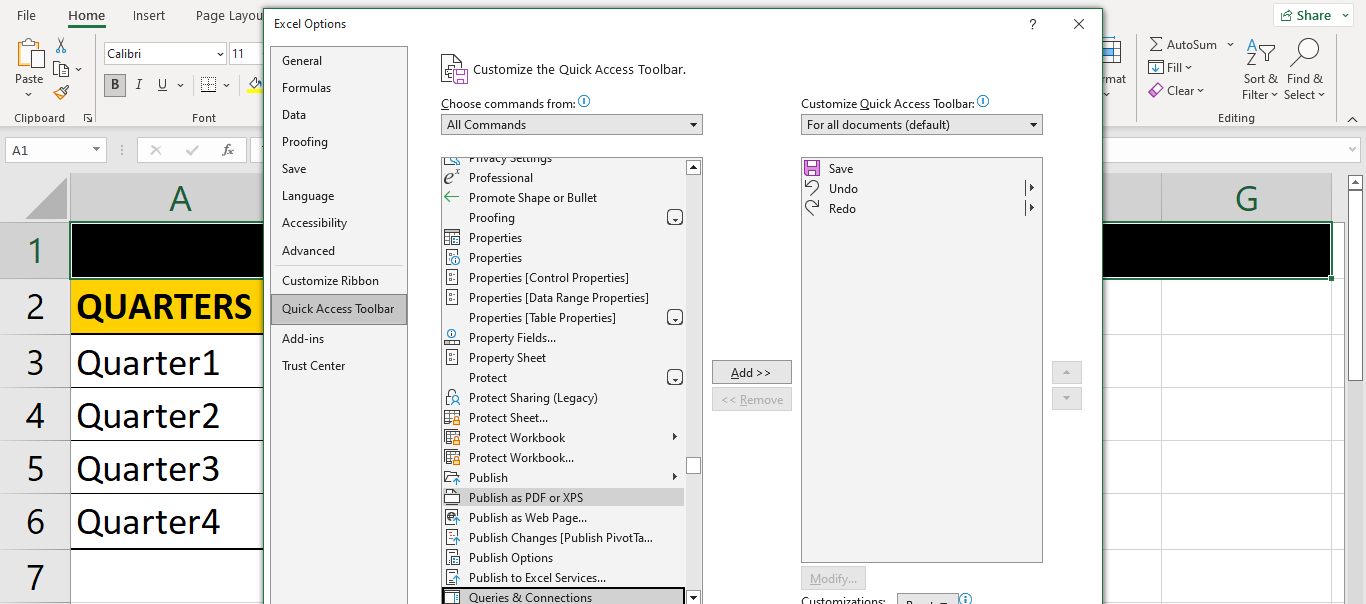 File
Home
Insert
Page Layou
Share
Paste
Calibri
11
B
I
U
Clipboard
Font
AutoSum
Fill
Clear
Sort &
Filter
Find &
Select
mat
Editing
A1
fx
A
G
1
2
3
4
5
6
7
QUARTERS
Quarter1
Quarter2
Quarter3
Quarter4
Excel Options
?
General
Formulas
Data
Proofing
Save
Language
Accessibility
Advanced
Customize Ribbon
Quick Access Toolbar
Add-ins
Trust Center
Customize the Quick Access Toolbar.
Choose commands from:
All Commands
Privacy Settings
Professional
Promote Shape or Bullet
Proofing
Properties
Properties
Properties [Control Properties]
Properties [Data Range Properties]
Properties [Table Properties]
Property Fields...
Property Sheet
Protect
Protect Sharing (Legacy)
Protect Sheet...
Protect Workbook
Protect Workbook...
Publish
Publish as PDF or XPS
Publish as Web Page...
Publish Changes [Publish PivotTa...
Publish Options
Publish to Excel Services...
Queries & Connections
Add >>
<< Remove
Customize Quick Access Toolbar:
For all documents (default)
Save
Undo
Redo
Modify...
Customizations: